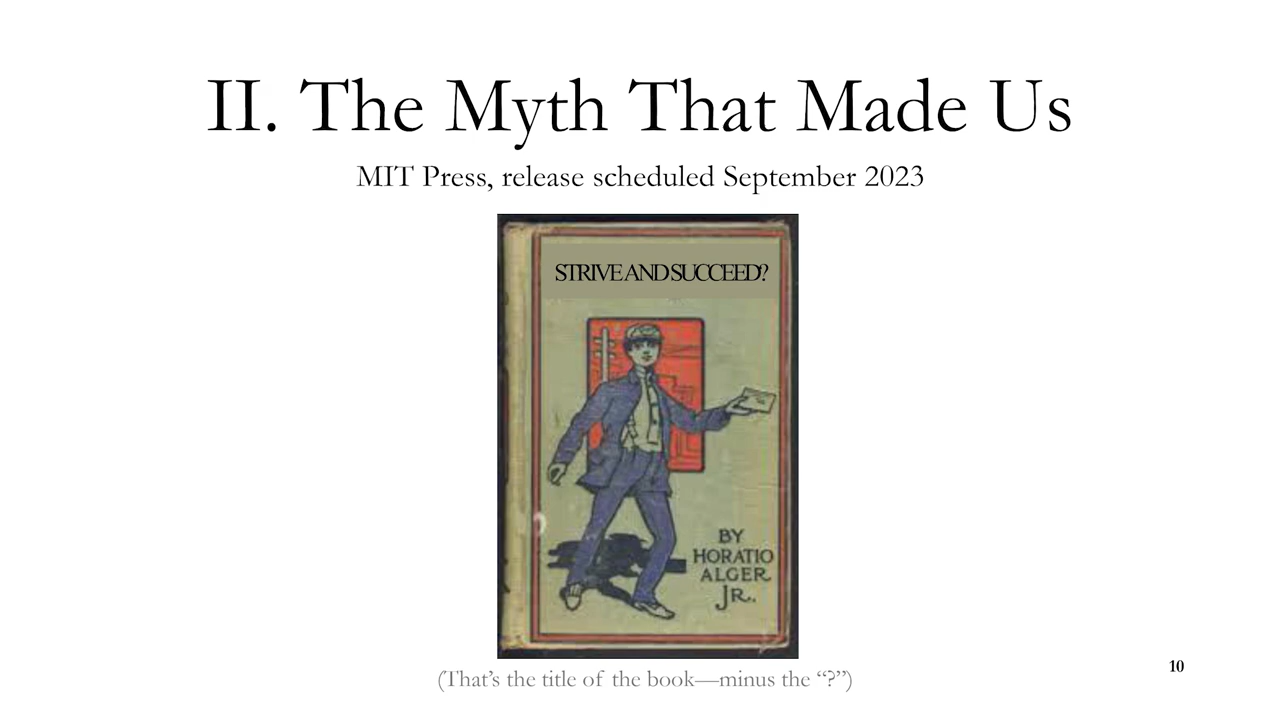 II. The Myth That Made Us
MIT Press, release scheduled September 2023
STRIVE AND SUCCEED?
BY
HORATIO
ALGER
JR.
(That’s the title of the book—minus the “?”)
10